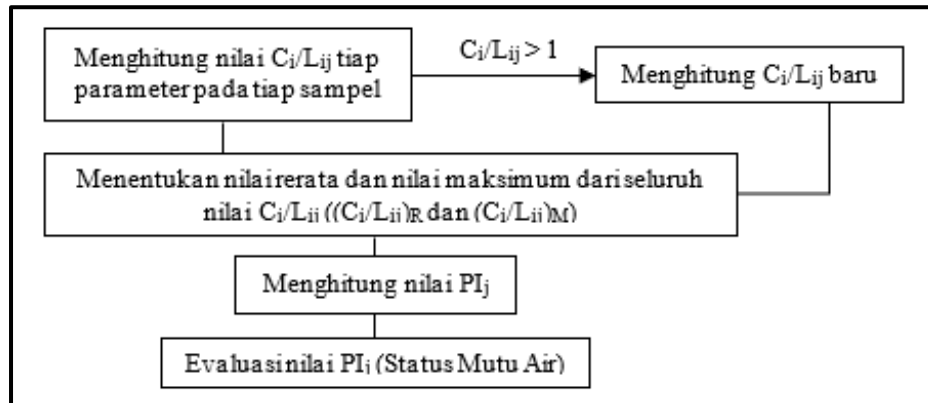 Menghitung nilai Ci/Lij tiap
parameter pada tiap sampel
Ci/Lij > 1
Menghitung Ci/Lij baru
Menentukan nilai rerata dan nilai maksimum dari seluruh
nilai Ci/Lij ((Ci/Lij)R dan (Ci/Lij)M)
Menghitung nilai PIj
Evaluasi nilai PIj (Status Mutu Air)